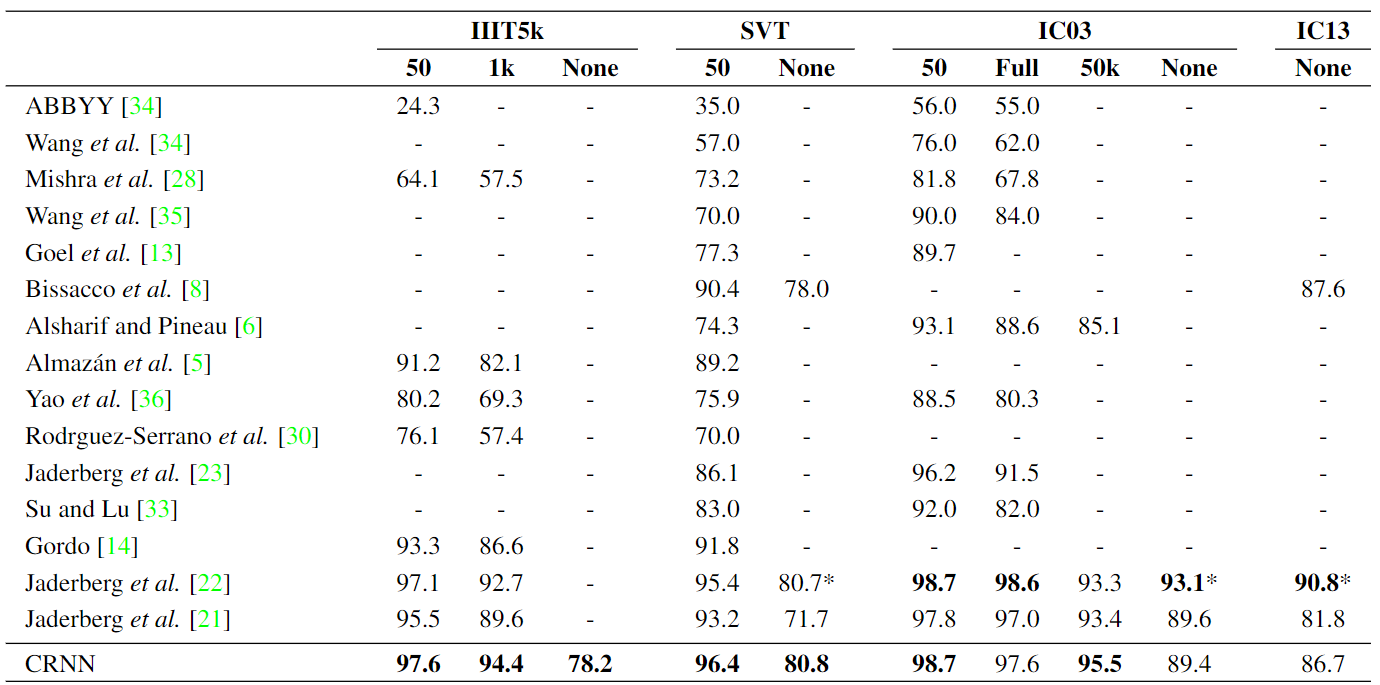 IIIT5k SVT IC03 IC13
50 1k None 50 None 50 Full 50k None None
ABBYY [34] 24.3 - - 35.0 - 56.0 55.0 - - -
Wang et al. [34] - - - 57.0 - 76.0 62.0 - - -
Mishra et al. [28] 64.1 57.5 - 73.2 - 81.8 67.8 - - -
Wang et al. [35] - - - 70.0 - 90.0 84.0 - - -
Goel et al. [13] - - - 77.3 - 89.7 - - - -
Bissacco et al. [8] - - - 90.4 78.0 - - - - 87.6
Alsharif and Pineau [6] - - - 74.3 - 93.1 88.6 85.1 - -
Almazán et al. [5] 91.2 82.1 - 89.2 - - - - - -
Yao et al. [36] 80.2 69.3 - 75.9 - 88.5 80.3 - - -
Rodrguez-Serrano et al. [30] 76.1 57.4 - 70.0 - - - - - -
Jaderberg et al. [23] - - - 86.1 - 96.2 91.5 - - -
Su and Lu [33] - - - 83.0 - 92.0 82.0 - - -
Gordo [14] 93.3 86.6 - 91.8 - - - - - -
Jaderberg et al. [22] 97.1 92.7 - 95.4 80.7* 98.7 98.6 93.3 93.1* 90.8*
Jaderberg et al. [21] 95.5 89.6 - 93.2 71.7 97.8 97.0 93.4 89.6 81.8
CRNN 97.6 94.4 78.2 96.4 80.8 98.7 97.6 95.5 89.4 86.7